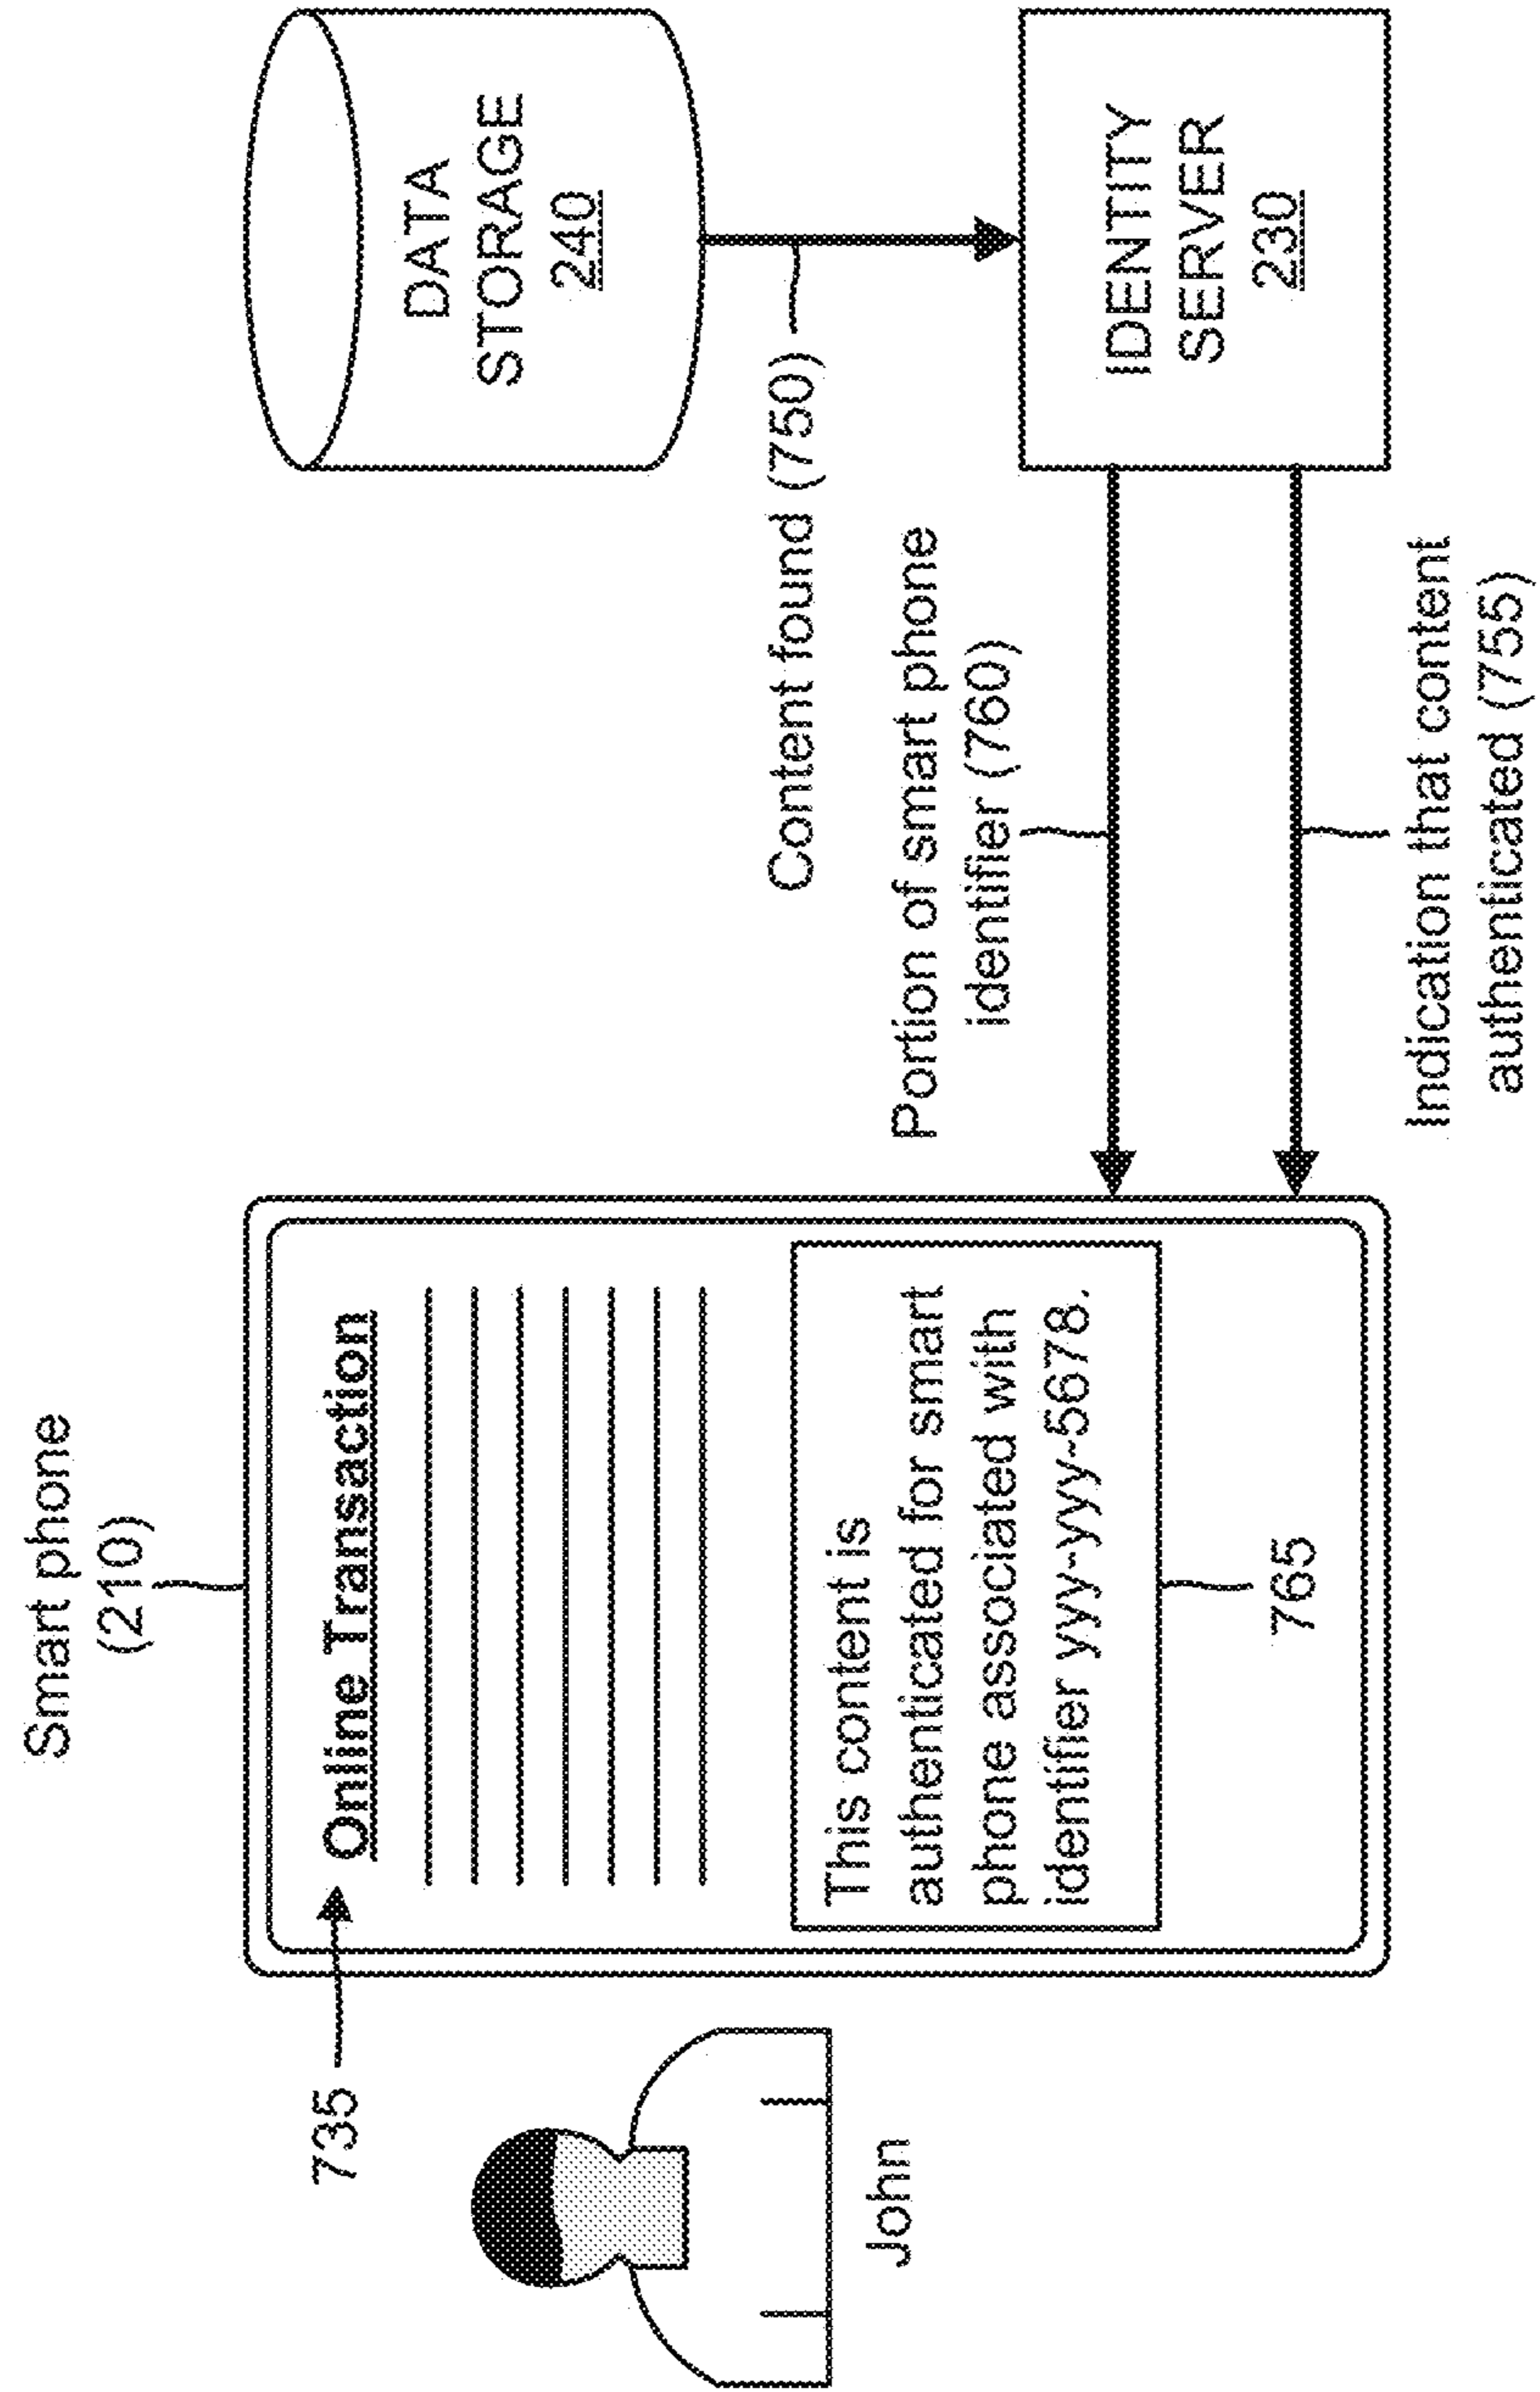 Smart phone
(210)
735
Online Transaction
This content is
authenticated for smart
phone associated with
identifier yyy-yyy-5678.
765
John
DATA
STORAGE
240
Content found (750)
Portion of smart phone
identifier (760)
IDENTITY
SERVER
230
Indication that content
authenticated (755)